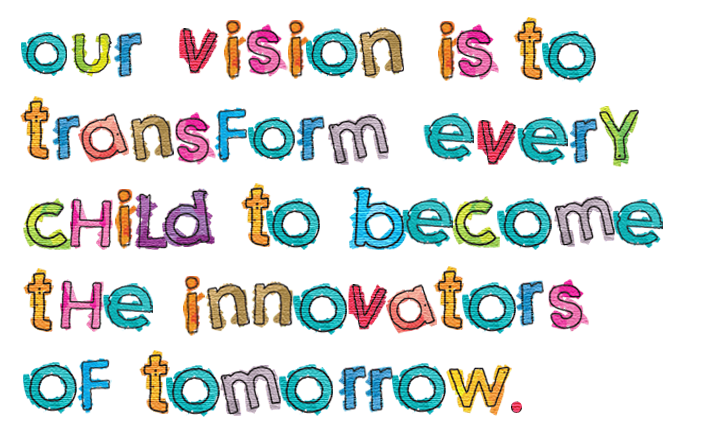 our vision is to
transform every
child to become
the innovators
of tomorrow.